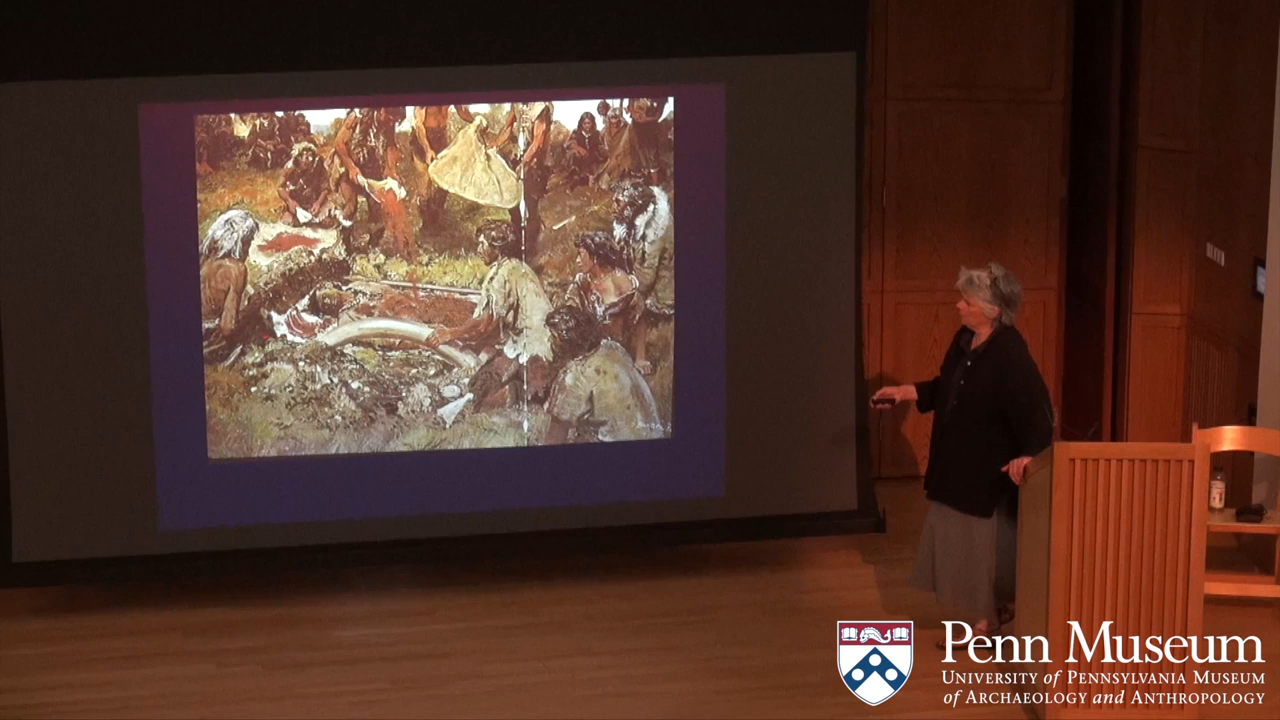 Penn Museum
University of Pennsylvania Museum
of Archaeology and Anthropology